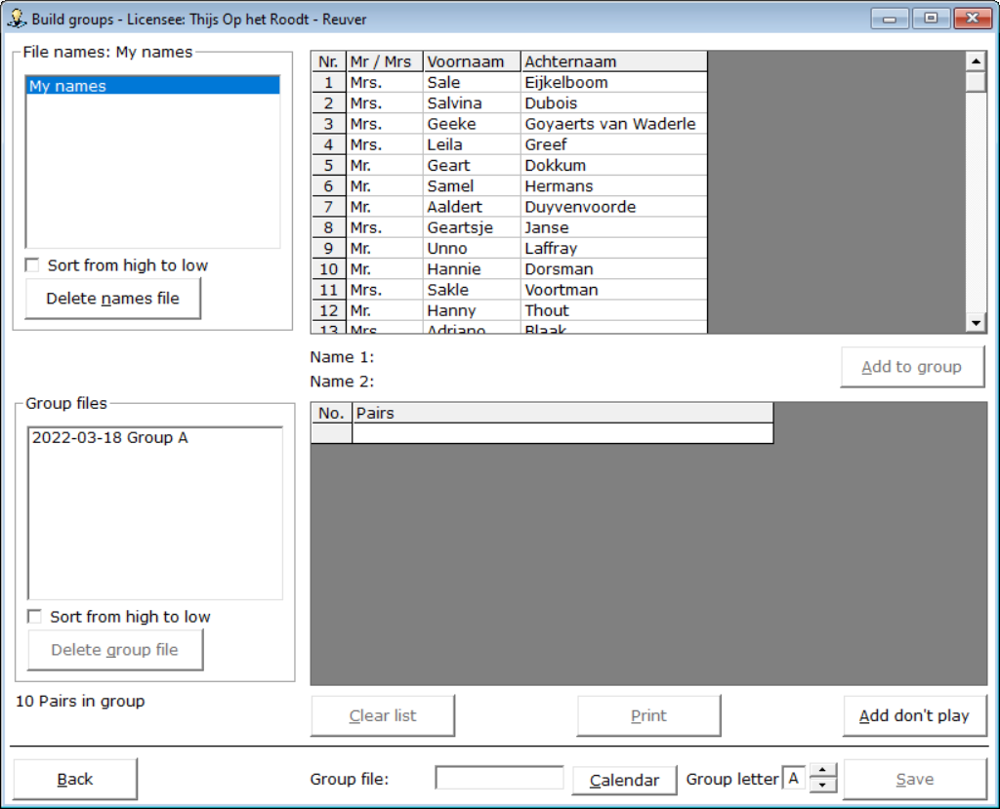 Build groups - Licensee: Thijs Op het Roodt - Reuver
File names: My names
My names
Sort from high to low
Delete names file
Nr. Mr / Mrs Voornaam Achternaam
1 Mrs. Sale Eijkelboom
2 Mrs. Salvina Dubois
3 Mrs. Geeke Goyaerts van Waderle
4 Mrs. Leila Greef
5 Mr. Geart Dokkum
6 Mr. Samel Hermans
7 Mr. Aaldert Duyvenvoorde
8 Mrs. Geartsje Janse
9 Mr. Unno Laffray
10 Mr. Hannie Dorsman
11 Mrs. Sakle Voortman
12 Mr. Hanny Thout
13 Mrs. Adriano Blaak
Name 1:
Name 2:
Add to group
Group files
2022-03-18 Group A
Sort from high to low
Delete group file
10 Pairs in group
No. Pairs
Clear list
Print
Add don't play
Back
Group file:
Calendar
Group letter A
Save